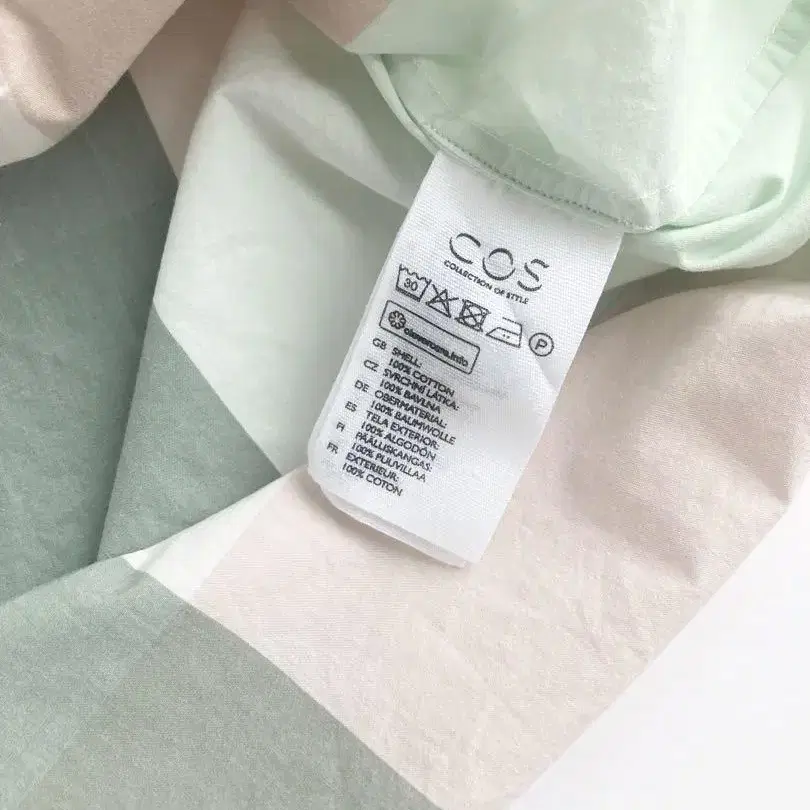 COS
COLLECTION OF STYLE
30
P
clevercare.info
GB SHELL:
100% COTTON
CZ SVRCHNÍ LÁTKA:
100% BAVLNA
DE OBERMATERIAL:
100% BAUMWOLLE
ES TELA EXTERIOR:
100% ALGODÓN
FI PÄÄLLISKANGAS:
100% PUUVILLAA
FR EXTERIEUR:
100% COTON